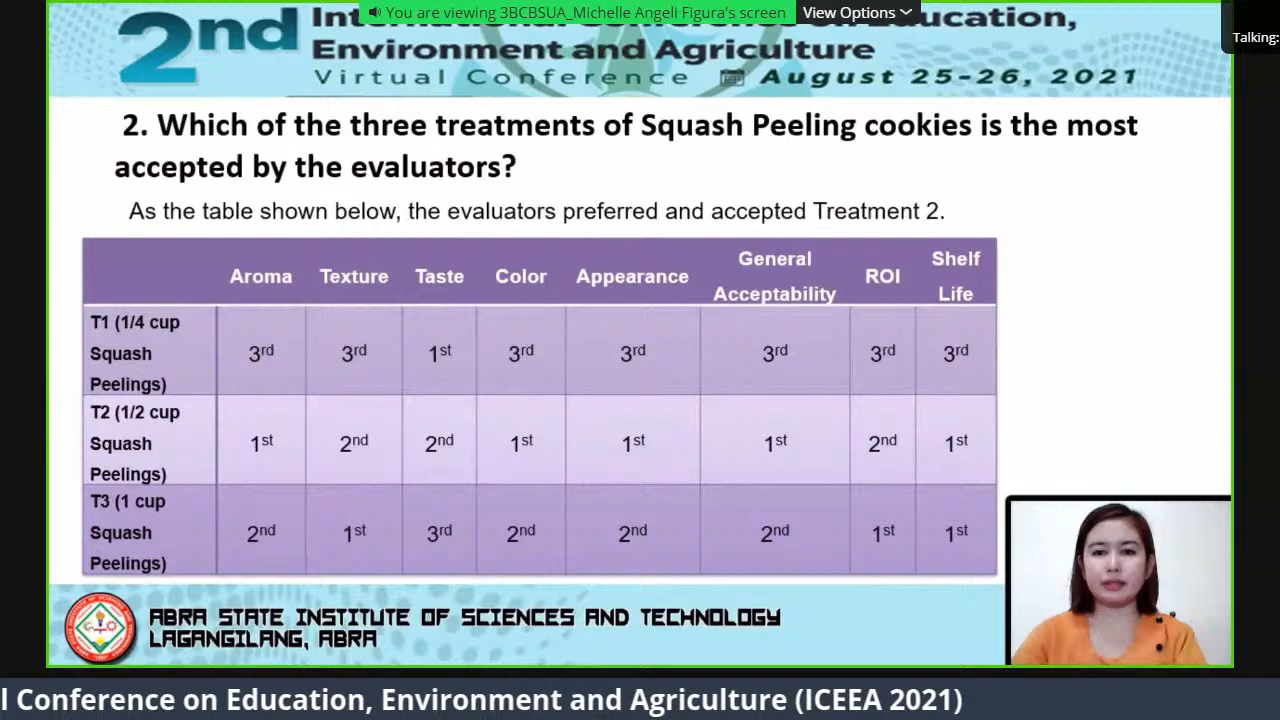 You are viewing 3BCBSUA_Michelle Angeli Figura's screen
View Options
Talking:
2nd
Education,
Environment and Agriculture
Virtual Conference August 25-26, 2021
2. Which of the three treatments of Squash Peeling cookies is the most
accepted by the evaluators?
As the table shown below, the evaluators preferred and accepted Treatment 2.
Aroma Texture Taste Color Appearance General Acceptability ROI Shelf Life
T1 (1/4 cup Squash Peelings) 3rd 3rd 1st 3rd 3rd 3rd 3rd 3rd
T2 (1/2 cup Squash Peelings) 1st 2nd 2nd 1st 1st 1st 2nd 1st
T3 (1 cup Squash Peelings) 2nd 1st 3rd 2nd 2nd 2nd 1st 1st
ABRA STATE INSTITUTE OF SCIENCES AND TECHNOLOGY
LAGANGILANG, ABRA
l Conference on Education, Environment and Agriculture (ICEEA 2021)